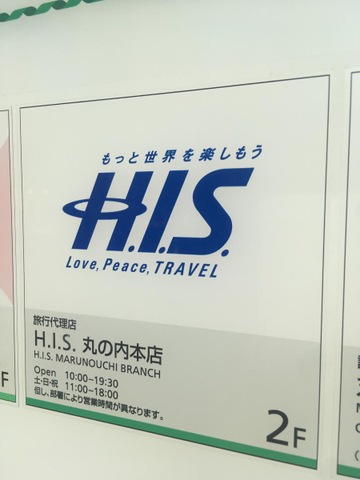 もっと世界を楽しもう
H.I.S.
Love, Peace, TRAVEL
旅行代理店
H.I.S. 丸の内本店
H.I.S. MARUNOUCHI BRANCH
Open 10:00~19:30
土・日・祝 11:00~18:00
但し、部署により営業時間が異なります。
2F
F